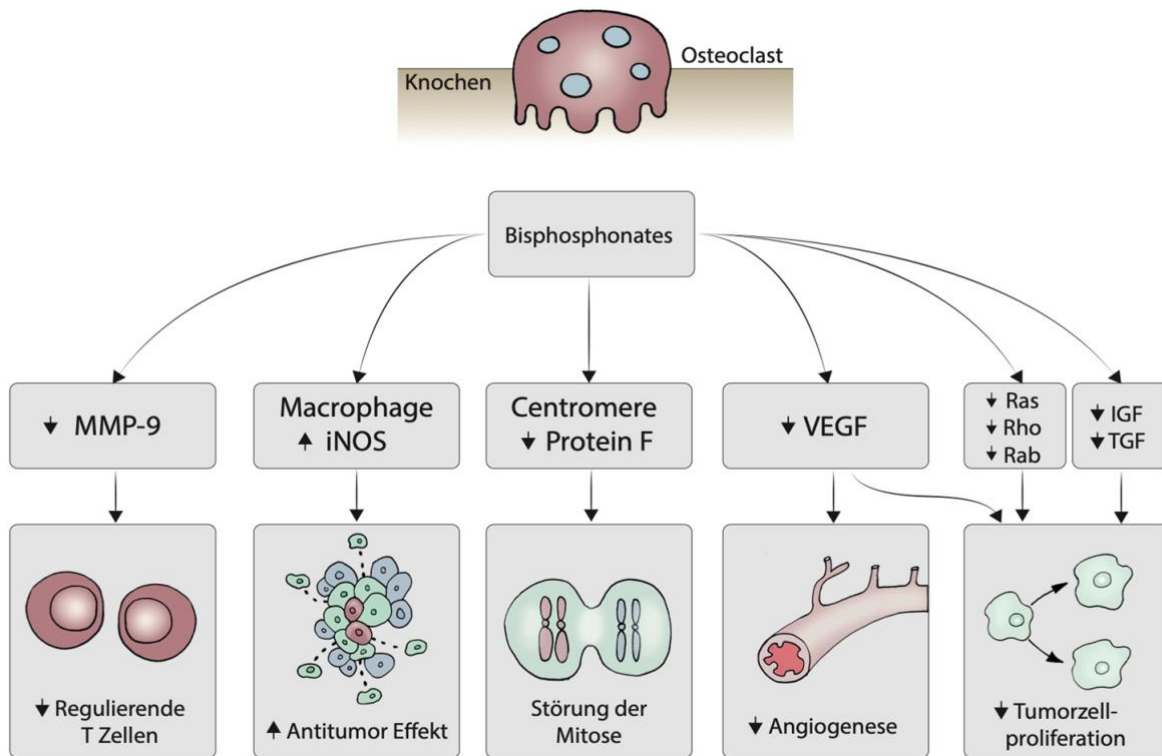 Osteoclast
Knochen
Bisphosphonates
↓ MMP-9
Macrophage
↑ iNOS
Centromere
↓ Protein F
↓ VEGF
↓ Ras
↓ Rho
↓ Rab
↓ IGF
↓ TGF
↓ Regulierende
T Zellen
↑ Antitumor Effekt
Störung der
Mitose
↓ Angiogenese
↓ Tumorzell-
proliferation